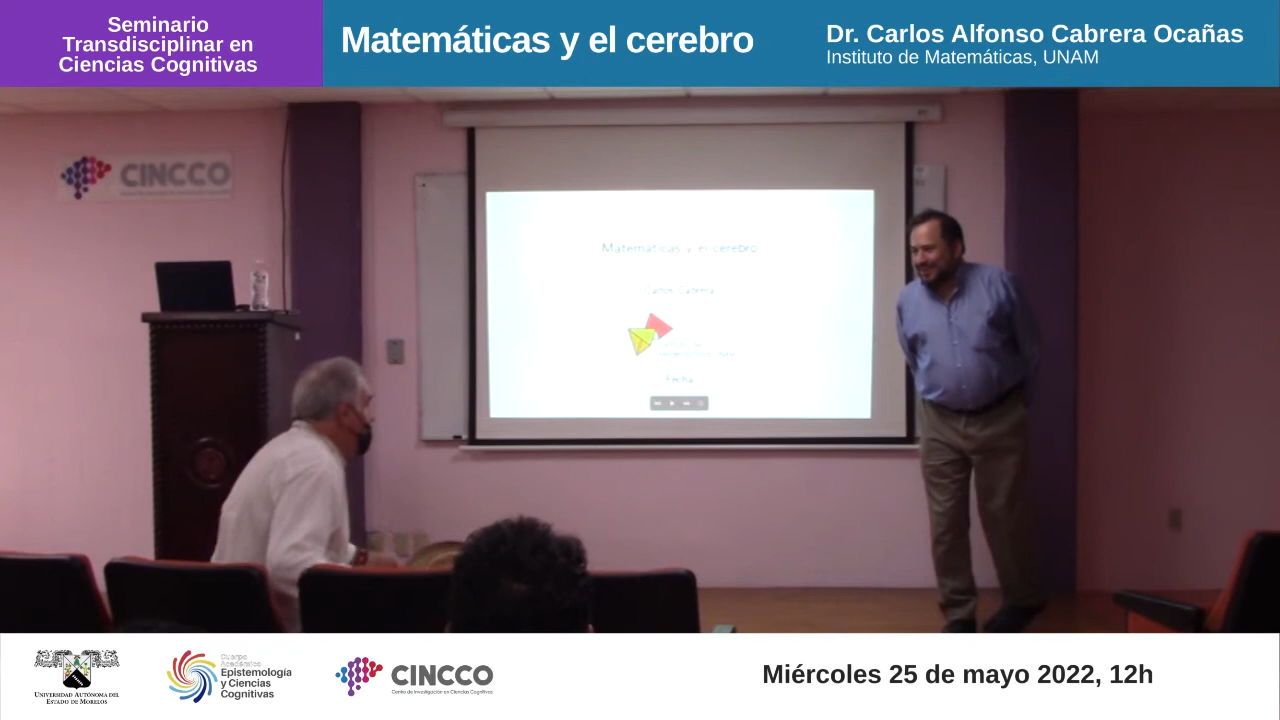 Seminario
Transdisciplinar en
Ciencias Cognitivas
Matemáticas y el cerebro
Dr. Carlos Alfonso Cabrera Ocañas
Instituto de Matemáticas, UNAM
CINCCO
Matemáticas y el cerebro
Carlos Cabrera
Fecha
UNIVERSIDAD AUTÓNOMA DEL
ESTADO DE MORELOS
Cuerpo
Académico
Epistemología
y Ciencias
Cognitivas
CINCCO
Centro de Investigación en Ciencias Cognitivas
Miércoles 25 de mayo 2022, 12h